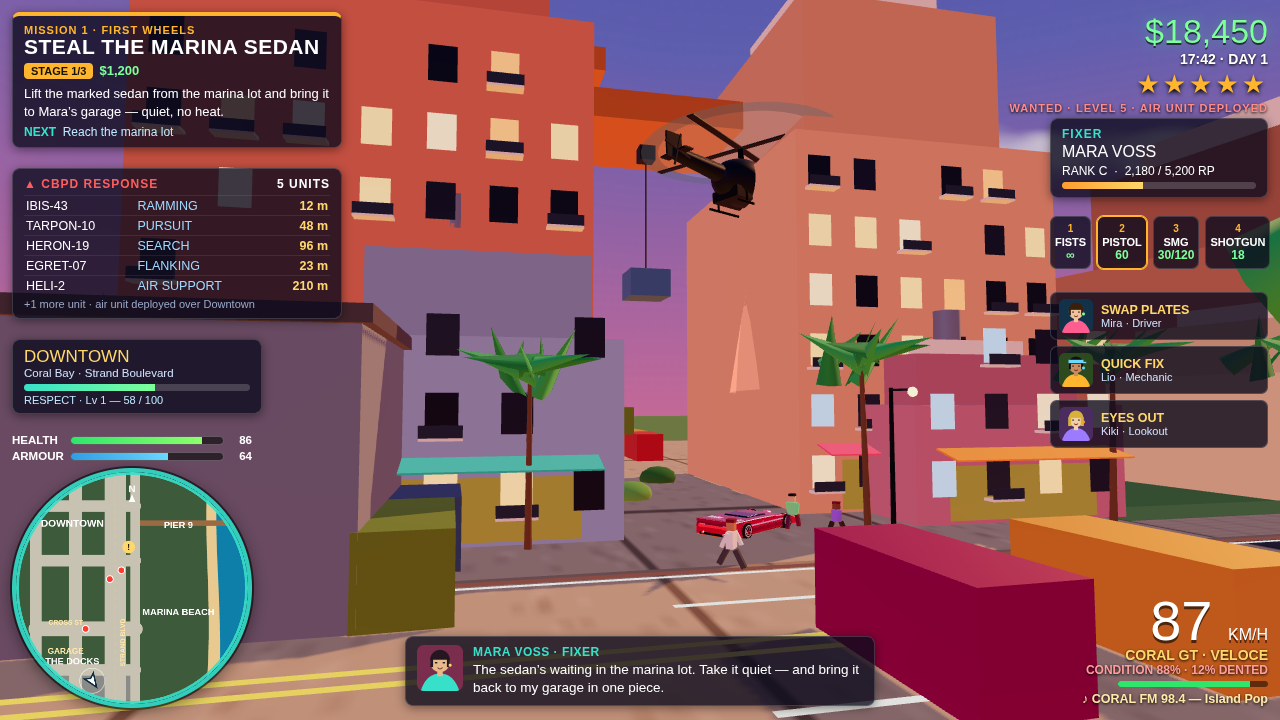 MISSION 1 · FIRST WHEELS
STEAL THE MARINA SEDAN
STAGE 1/3 $1,200
Lift the marked sedan from the marina lot and bring it
to Mara's garage — quiet, no heat.
NEXT Reach the marina lot
▲ CBPD RESPONSE 5 UNITS
IBIS-43 RAMMING 12 m
TARPON-10 PURSUIT 48 m
HERON-19 SEARCH 96 m
EGRET-07 FLANKING 23 m
HELI-2 AIR SUPPORT 210 m
+1 more unit · air unit deployed over Downtown
DOWNTOWN
Coral Bay · Strand Boulevard
RESPECT · Lv 1 — 58 / 100
HEALTH 86
ARMOUR 64
N
DOWNTOWN
PIER 9
!
MARINA BEACH
CROSS ST
STRAND BLVD
GARAGE
THE DOCKS
$18,450
17:42 · DAY 1
★ ★ ★ ★ ★
WANTED · LEVEL 5 · AIR UNIT DEPLOYED
FIXER
MARA VOSS
RANK C · 2,180 / 5,200 RP
1 FISTS ∞
2 PISTOL 60
3 SMG 30/120
4 SHOTGUN 18
SWAP PLATES
Mira · Driver
QUICK FIX
Lio · Mechanic
EYES OUT
Kiki · Lookout
MARA VOSS · FIXER
The sedan's waiting in the marina lot. Take it quiet — and bring it
back to my garage in one piece.
87 KM/H
CORAL GT · VELOCE
CONDITION 88% · 12% DENTED
♪ CORAL FM 98.4 — Island Pop